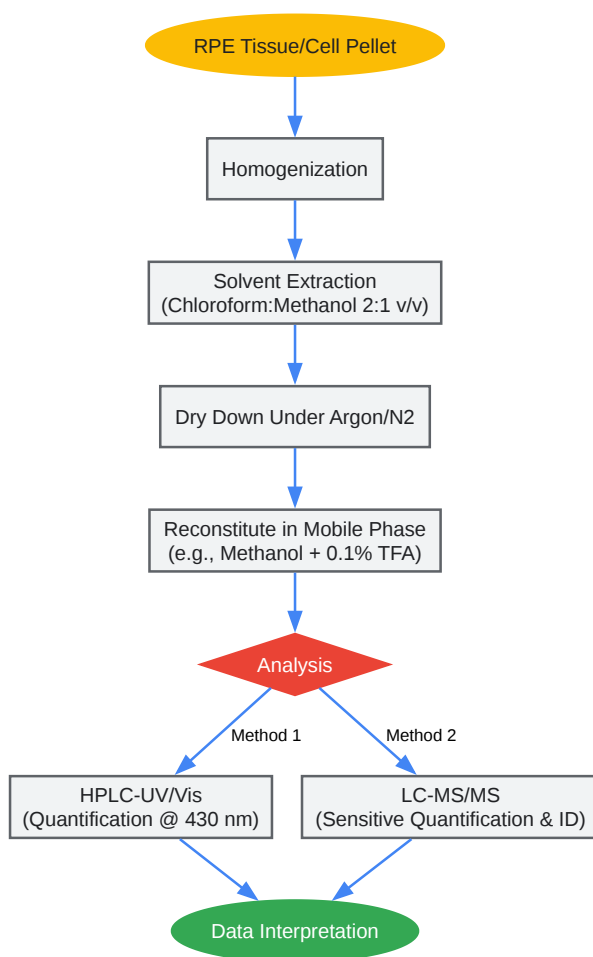 RPE Tissue/Cell Pellet
Homogenization
Solvent Extraction
(Chloroform:Methanol 2:1 v/v)
Dry Down Under Argon/N2
Reconstitute in Mobile Phase
(e.g., Methanol + 0.1% TFA)
Analysis
Method 1
Method 2
HPLC-UV/Vis
(Quantification @ 430 nm)
LC-MS/MS
(Sensitive Quantification & ID)
Data Interpretation